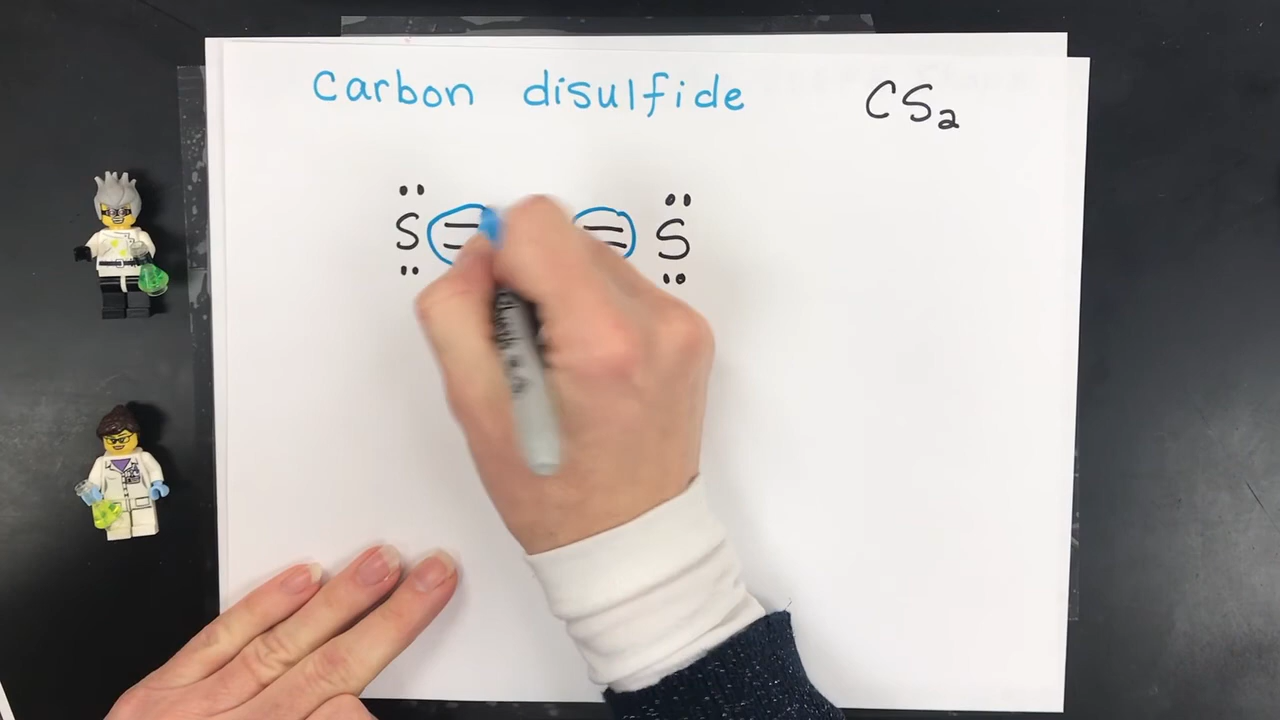 Carbon disulfide CS₂
S = = S